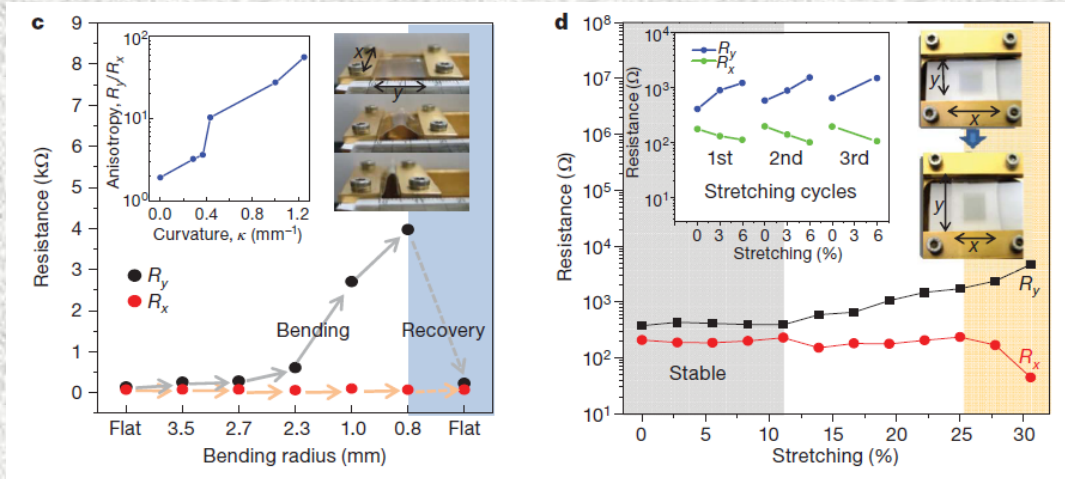 c
Resistance (kΩ)
9
8
7
6
5
4
3
2
1
0
Flat 3.5 2.7 2.3 1.0 0.8 Flat
Bending radius (mm)
R_y
R_x
Bending
Recovery
Anisotropy, R_y/R_x
10²
10¹
10⁰
0.0 0.4 0.8 1.2
Curvature, κ (mm⁻¹)
x
y
d
Resistance (Ω)
10⁸
10⁷
10⁶
10⁵
10⁴
10³
10²
10¹
0 5 10 15 20 25 30
Stretching (%)
Stable
R_y
R_x
Resistance (Ω)
10⁴
10³
10²
10¹
R_y
R_x
1st 2nd 3rd
Stretching cycles
0 3 6 0 3 6 0 3 6
Stretching (%)
y
x
y
x